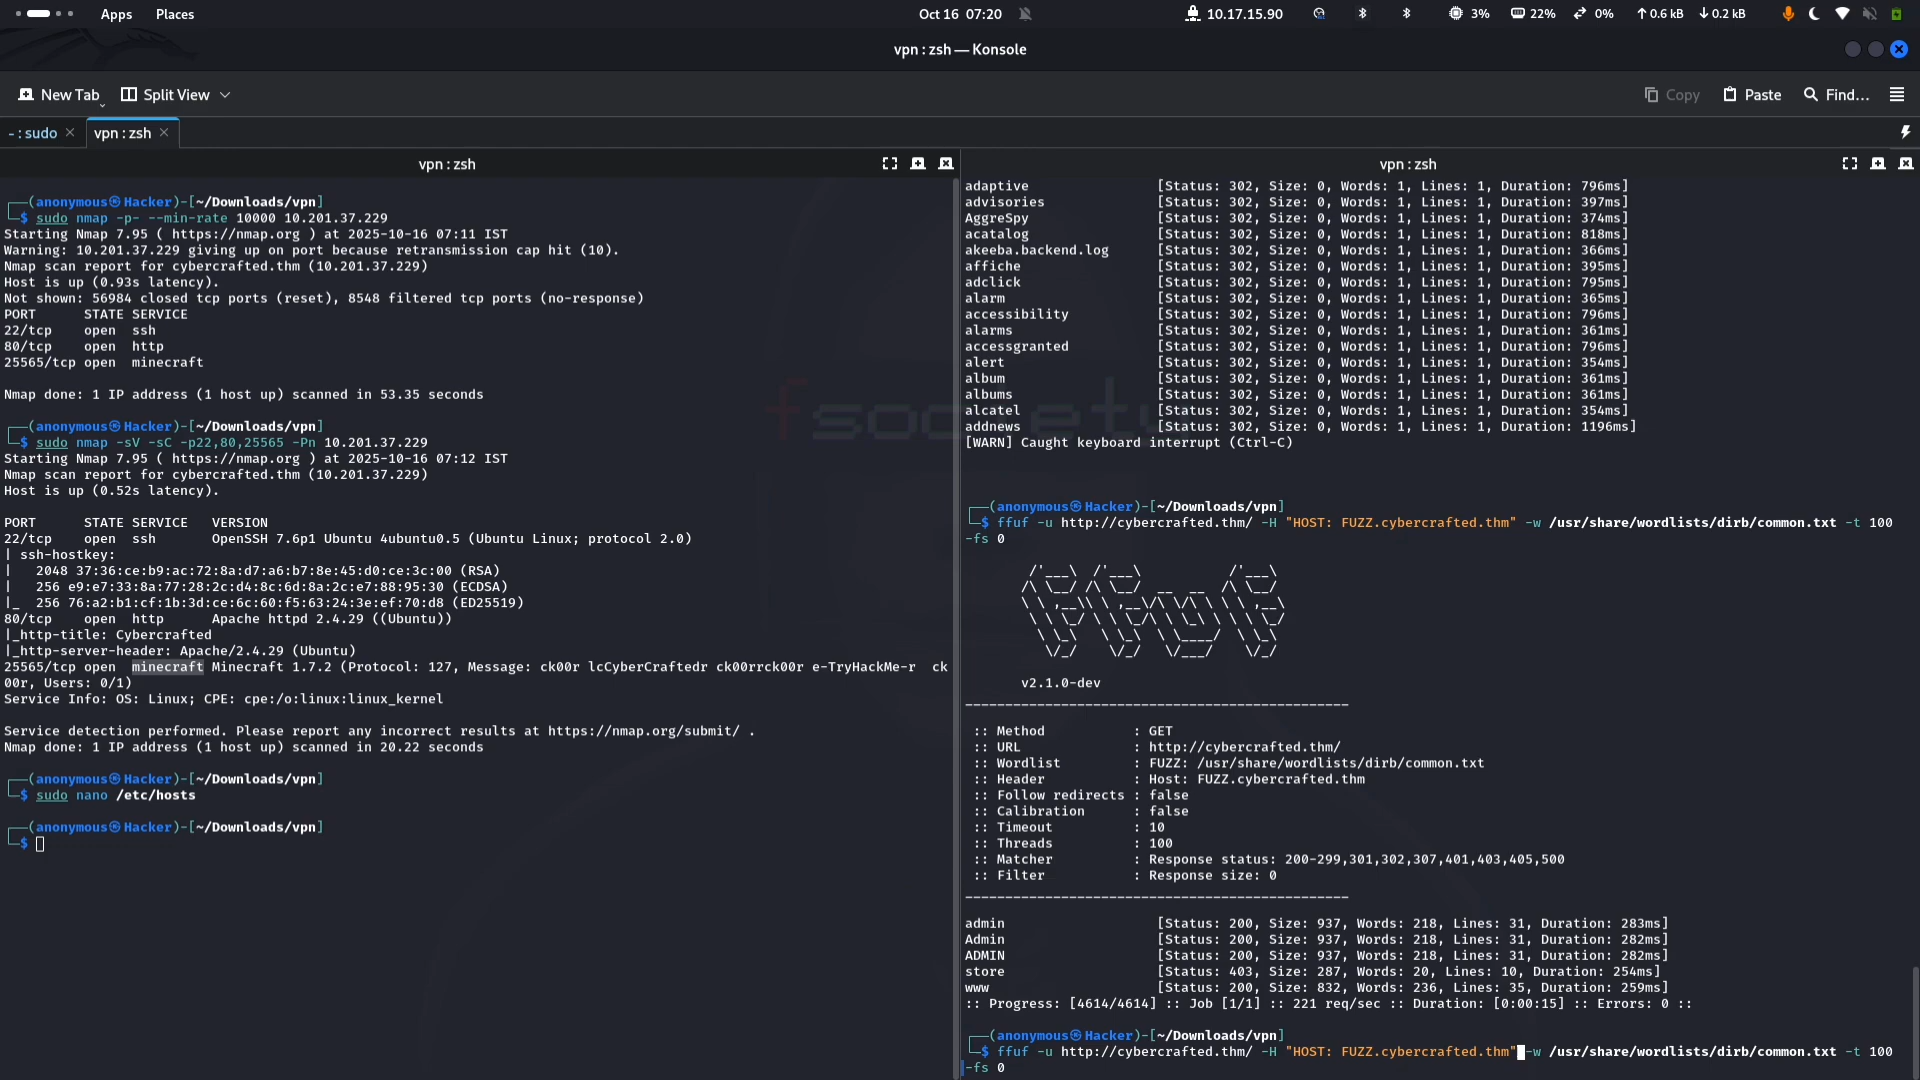 Apps Places Oct 16 07:20 10.17.15.90 3% 22% 0% ↑0.6 kB ↓0.2 kB
vpn : zsh — Konsole
New Tab Split View Copy Paste Find...
~ : sudo vpn : zsh
vpn : zsh
┌──(anonymous㉿Hacker)-[~/Downloads/vpn]
└─$ sudo nmap -p- --min-rate 10000 10.201.37.229
Starting Nmap 7.95 ( https://nmap.org ) at 2025-10-16 07:11 IST
Warning: 10.201.37.229 giving up on port because retransmission cap hit (10).
Nmap scan report for cybercrafted.thm (10.201.37.229)
Host is up (0.93s latency).
Not shown: 56984 closed tcp ports (reset), 8548 filtered tcp ports (no-response)
PORT      STATE SERVICE
22/tcp    open  ssh
80/tcp    open  http
25565/tcp open  minecraft
Nmap done: 1 IP address (1 host up) scanned in 53.35 seconds
┌──(anonymous㉿Hacker)-[~/Downloads/vpn]
└─$ sudo nmap -sV -sC -p22,80,25565 -Pn 10.201.37.229
Starting Nmap 7.95 ( https://nmap.org ) at 2025-10-16 07:12 IST
Nmap scan report for cybercrafted.thm (10.201.37.229)
Host is up (0.52s latency).
PORT      STATE SERVICE   VERSION
22/tcp    open  ssh       OpenSSH 7.6p1 Ubuntu 4ubuntu0.5 (Ubuntu Linux; protocol 2.0)
| ssh-hostkey:
|   2048 37:36:ce:b9:ac:72:8a:d7:a6:b7:8e:45:d0:ce:3c:00 (RSA)
|   256 e9:e7:33:8a:77:28:2c:d4:8c:6d:8a:2c:e7:88:95:30 (ECDSA)
|_  256 76:a2:b1:cf:1b:3d:ce:6c:60:f5:63:24:3e:ef:70:d8 (ED25519)
80/tcp    open  http      Apache httpd 2.4.29 ((Ubuntu))
|_http-title: Cybercrafted
|_http-server-header: Apache/2.4.29 (Ubuntu)
25565/tcp open  minecraft Minecraft 1.7.2 (Protocol: 127, Message: ck00r lcCyberCraftedr ck00rrck00r e-TryHackMe-r  ck
00r, Users: 0/1)
Service Info: OS: Linux; CPE: cpe:/o:linux:linux_kernel
Service detection performed. Please report any incorrect results at https://nmap.org/submit/ .
Nmap done: 1 IP address (1 host up) scanned in 20.22 seconds
┌──(anonymous㉿Hacker)-[~/Downloads/vpn]
└─$ sudo nano /etc/hosts
┌──(anonymous㉿Hacker)-[~/Downloads/vpn]
└─$
fsociety
vpn : zsh
adaptive                [Status: 302, Size: 0, Words: 1, Lines: 1, Duration: 796ms]
advisories              [Status: 302, Size: 0, Words: 1, Lines: 1, Duration: 397ms]
AggreSpy                [Status: 302, Size: 0, Words: 1, Lines: 1, Duration: 374ms]
acatalog                [Status: 302, Size: 0, Words: 1, Lines: 1, Duration: 818ms]
akeeba.backend.log      [Status: 302, Size: 0, Words: 1, Lines: 1, Duration: 366ms]
affiche                 [Status: 302, Size: 0, Words: 1, Lines: 1, Duration: 395ms]
adclick                 [Status: 302, Size: 0, Words: 1, Lines: 1, Duration: 795ms]
alarm                   [Status: 302, Size: 0, Words: 1, Lines: 1, Duration: 365ms]
accessibility           [Status: 302, Size: 0, Words: 1, Lines: 1, Duration: 796ms]
alarms                  [Status: 302, Size: 0, Words: 1, Lines: 1, Duration: 361ms]
accessgranted           [Status: 302, Size: 0, Words: 1, Lines: 1, Duration: 796ms]
alert                   [Status: 302, Size: 0, Words: 1, Lines: 1, Duration: 354ms]
album                   [Status: 302, Size: 0, Words: 1, Lines: 1, Duration: 361ms]
albums                  [Status: 302, Size: 0, Words: 1, Lines: 1, Duration: 361ms]
alcatel                 [Status: 302, Size: 0, Words: 1, Lines: 1, Duration: 354ms]
addnews                 [Status: 302, Size: 0, Words: 1, Lines: 1, Duration: 1196ms]
[WARN] Caught keyboard interrupt (Ctrl-C)
┌──(anonymous㉿Hacker)-[~/Downloads/vpn]
└─$ ffuf -u http://cybercrafted.thm/ -H "HOST: FUZZ.cybercrafted.thm" -w /usr/share/wordlists/dirb/common.txt -t 100
-fs 0
v2.1.0-dev
________________________________________________
:: Method           : GET
:: URL              : http://cybercrafted.thm/
:: Wordlist         : FUZZ: /usr/share/wordlists/dirb/common.txt
:: Header           : Host: FUZZ.cybercrafted.thm
:: Follow redirects : false
:: Calibration      : false
:: Timeout          : 10
:: Threads          : 100
:: Matcher          : Response status: 200-299,301,302,307,401,403,405,500
:: Filter           : Response size: 0
________________________________________________
admin                   [Status: 200, Size: 937, Words: 218, Lines: 31, Duration: 283ms]
Admin                   [Status: 200, Size: 937, Words: 218, Lines: 31, Duration: 282ms]
ADMIN                   [Status: 200, Size: 937, Words: 218, Lines: 31, Duration: 282ms]
store                   [Status: 403, Size: 287, Words: 20, Lines: 10, Duration: 254ms]
www                     [Status: 200, Size: 832, Words: 236, Lines: 35, Duration: 259ms]
:: Progress: [4614/4614] :: Job [1/1] :: 221 req/sec :: Duration: [0:00:15] :: Errors: 0 ::
┌──(anonymous㉿Hacker)-[~/Downloads/vpn]
└─$ ffuf -u http://cybercrafted.thm/ -H "HOST: FUZZ.cybercrafted.thm" -w /usr/share/wordlists/dirb/common.txt -t 100
-fs 0